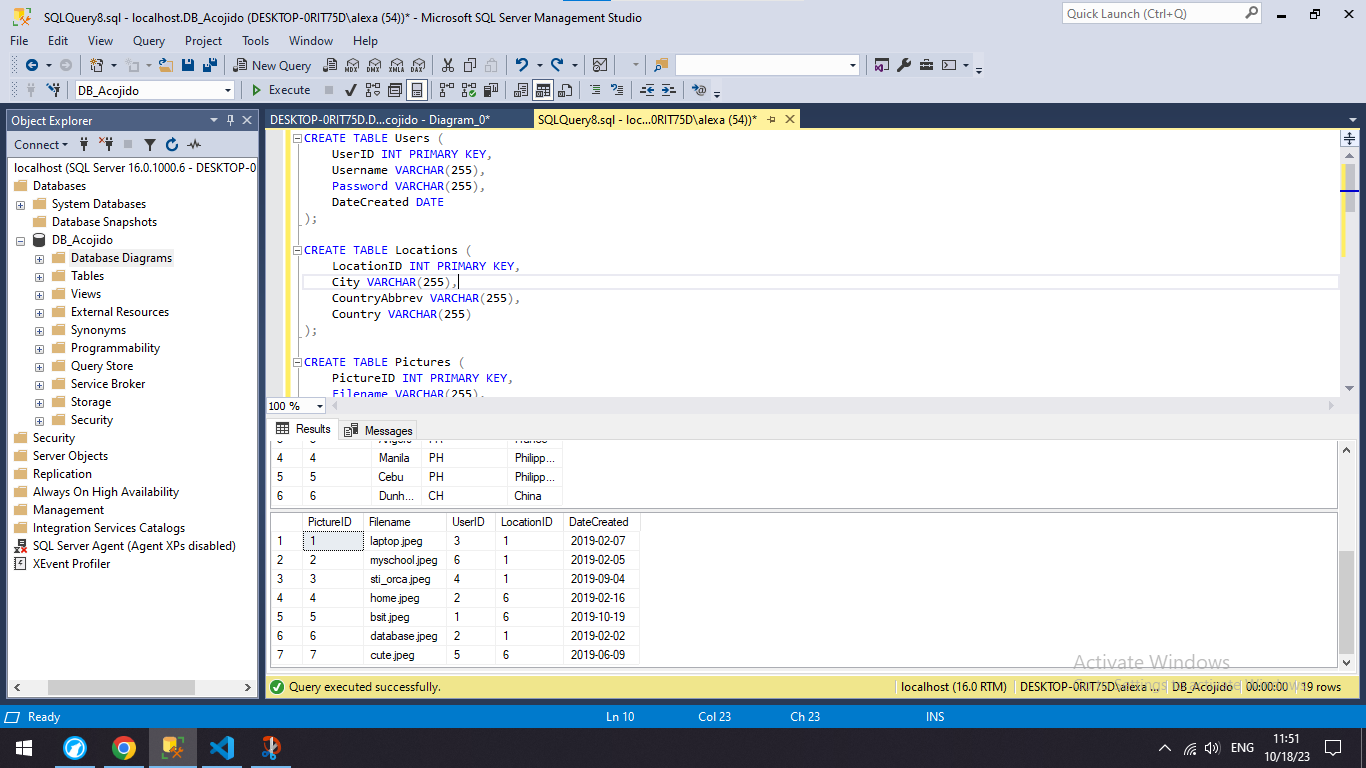 SQLQuery8.sql - localhost.DB_Acojido (DESKTOP-0RIT75D\alexa (54))* - Microsoft SQL Server Management Studio
Quick Launch (Ctrl+Q)
File Edit View Query Project Tools Window Help
New Query MDX DMX XMLA DAX
DB_Acojido Execute
Object Explorer
Connect
localhost (SQL Server 16.0.1000.6 - DESKTOP-0
Databases
System Databases
Database Snapshots
DB_Acojido
Database Diagrams
Tables
Views
External Resources
Synonyms
Programmability
Query Store
Service Broker
Storage
Security
Security
Server Objects
Replication
Always On High Availability
Management
Integration Services Catalogs
SQL Server Agent (Agent XPs disabled)
XEvent Profiler
DESKTOP-0RIT75D.D...cojido - Diagram_0*
SQLQuery8.sql - loc...0RIT75D\alexa (54))*
CREATE TABLE Users (
UserID INT PRIMARY KEY,
Username VARCHAR(255),
Password VARCHAR(255),
DateCreated DATE
);
CREATE TABLE Locations (
LocationID INT PRIMARY KEY,
City VARCHAR(255),
CountryAbbrev VARCHAR(255),
Country VARCHAR(255)
);
CREATE TABLE Pictures (
PictureID INT PRIMARY KEY,
Filename VARCHAR(255),
100 %
Results Messages
4 4 Manila PH Philipp...
5 5 Cebu PH Philipp...
6 6 Dunh... CH China
PictureID Filename UserID LocationID DateCreated
1 1 laptop.jpeg 3 1 2019-02-07
2 2 myschool.jpeg 6 1 2019-02-05
3 3 sti_orca.jpeg 4 1 2019-09-04
4 4 home.jpeg 2 6 2019-02-16
5 5 bsit.jpeg 1 6 2019-10-19
6 6 database.jpeg 2 1 2019-02-02
7 7 cute.jpeg 5 6 2019-06-09
Activate Windows
Go to Settings to activate Windows.
Query executed successfully.
localhost (16.0 RTM) DESKTOP-0RIT75D\alexa ... DB_Acojido 00:00:00 19 rows
Ready Ln 10 Col 23 Ch 23 INS
ENG
11:51
10/18/23